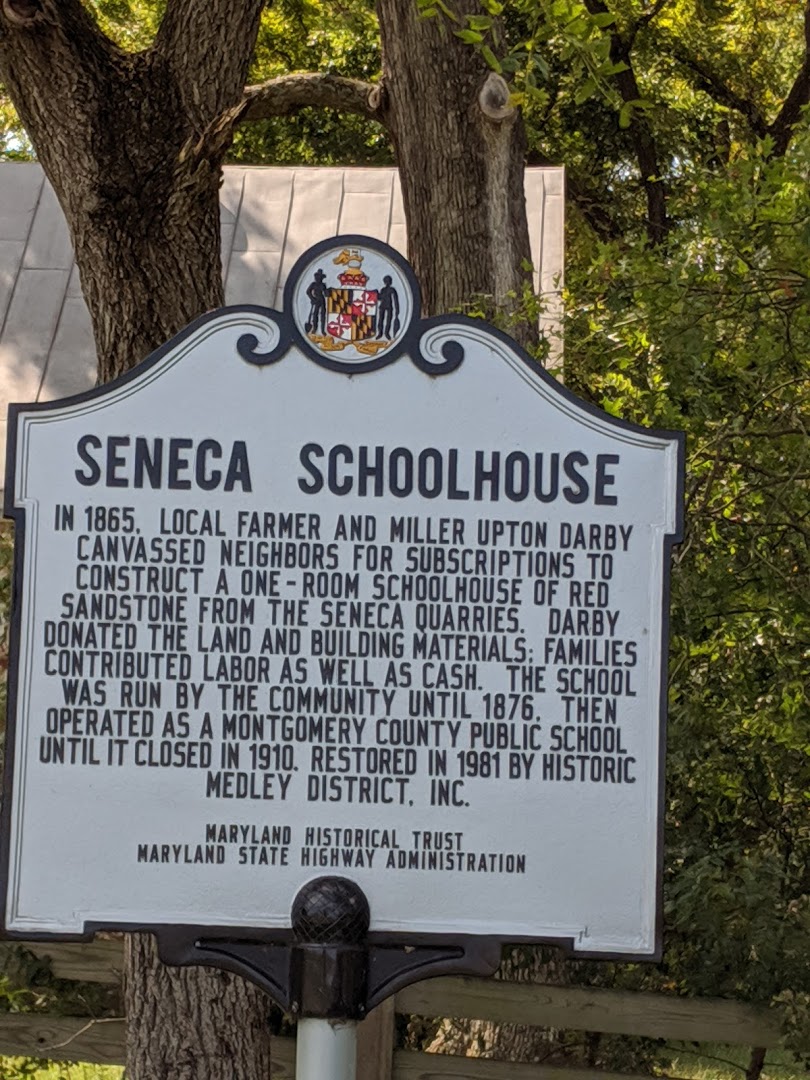 SENECA SCHOOLHOUSE
IN 1865, LOCAL FARMER AND MILLER UPTON DARBY
CANVASSED NEIGHBORS FOR SUBSCRIPTIONS TO
CONSTRUCT A ONE-ROOM SCHOOLHOUSE OF RED
SANDSTONE FROM THE SENECA QUARRIES. DARBY
DONATED THE LAND AND BUILDING MATERIALS; FAMILIES
CONTRIBUTED LABOR AS WELL AS CASH. THE SCHOOL
WAS RUN BY THE COMMUNITY UNTIL 1876, THEN
OPERATED AS A MONTGOMERY COUNTY PUBLIC SCHOOL
UNTIL IT CLOSED IN 1910. RESTORED IN 1981 BY HISTORIC
MEDLEY DISTRICT, INC.
MARYLAND HISTORICAL TRUST
MARYLAND STATE HIGHWAY ADMINISTRATION